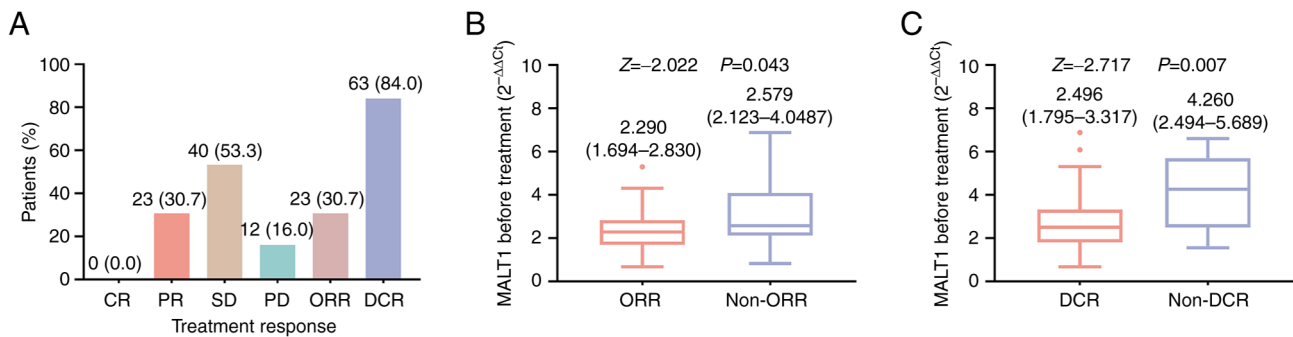 A
Patients (%)
100
80
60
40
20
0
0 (0.0)
23 (30.7)
40 (53.3)
12 (16.0)
23 (30.7)
63 (84.0)
CR PR SD PD ORR DCR
Treatment response
B
MALT1 before treatment (2^−ΔΔCt)
10
8
6
4
2
0
Z=−2.022 P=0.043
2.290
(1.694–2.830)
2.579
(2.123–4.0487)
ORR Non-ORR
C
MALT1 before treatment (2^−ΔΔCt)
10
8
6
4
2
0
Z=−2.717 P=0.007
2.496
(1.795–3.317)
4.260
(2.494–5.689)
DCR Non-DCR